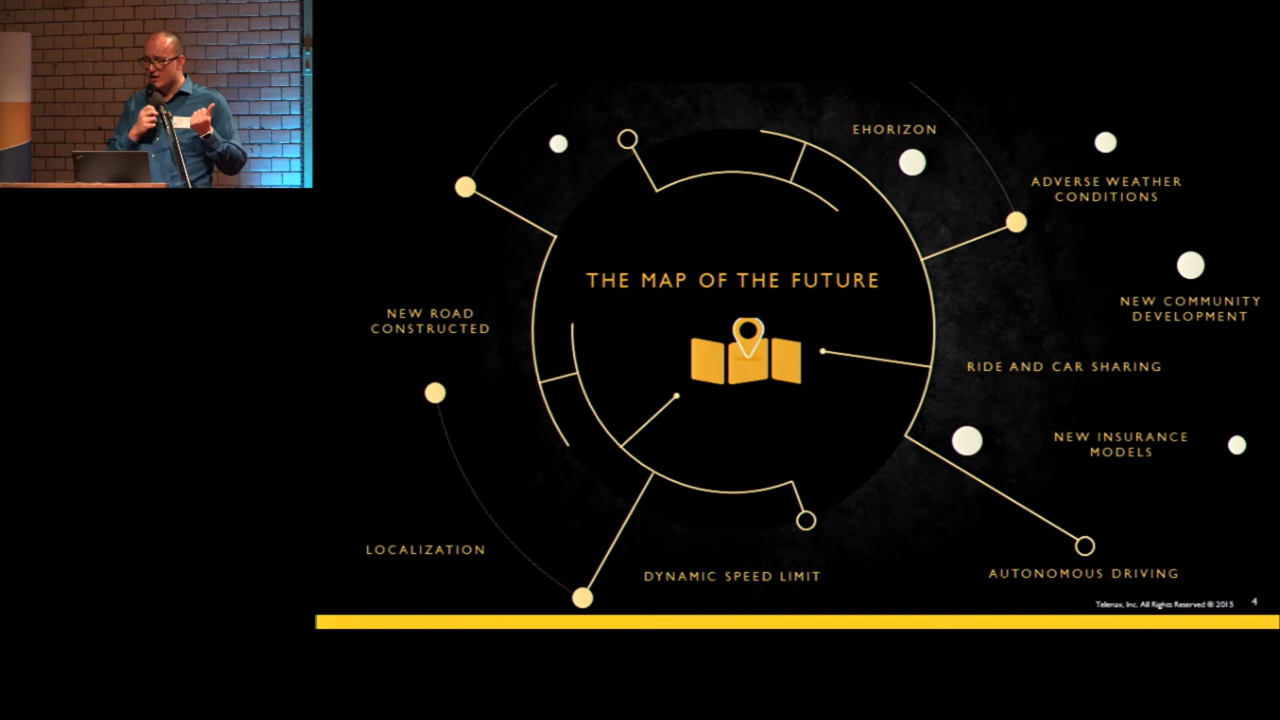 EHORIZON
ADVERSE WEATHER
CONDITIONS
THE MAP OF THE FUTURE
NEW ROAD
CONSTRUCTED
NEW COMMUNITY
DEVELOPMENT
RIDE AND CAR SHARING
NEW INSURANCE
MODELS
LOCALIZATION
DYNAMIC SPEED LIMIT
AUTONOMOUS DRIVING
Telenav, Inc. All Rights Reserved ® 2015 4